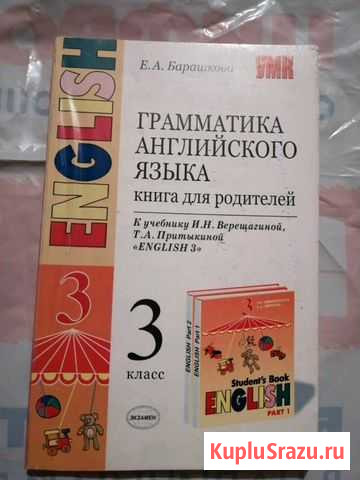 Е.А. Барашкова
УМК
ENGLISH
ГРАММАТИКА
АНГЛИЙСКОГО
ЯЗЫКА
книга для родителей
К учебнику И.Н. Верещагиной,
Т.А. Притыкиной
«ENGLISH 3»
3
3
класс
ЭКЗАМЕН
ENGLISH Part 2
ENGLISH Part 1
3
Student's Book
ENGLISH
PART 1
KupluSrazu.ru